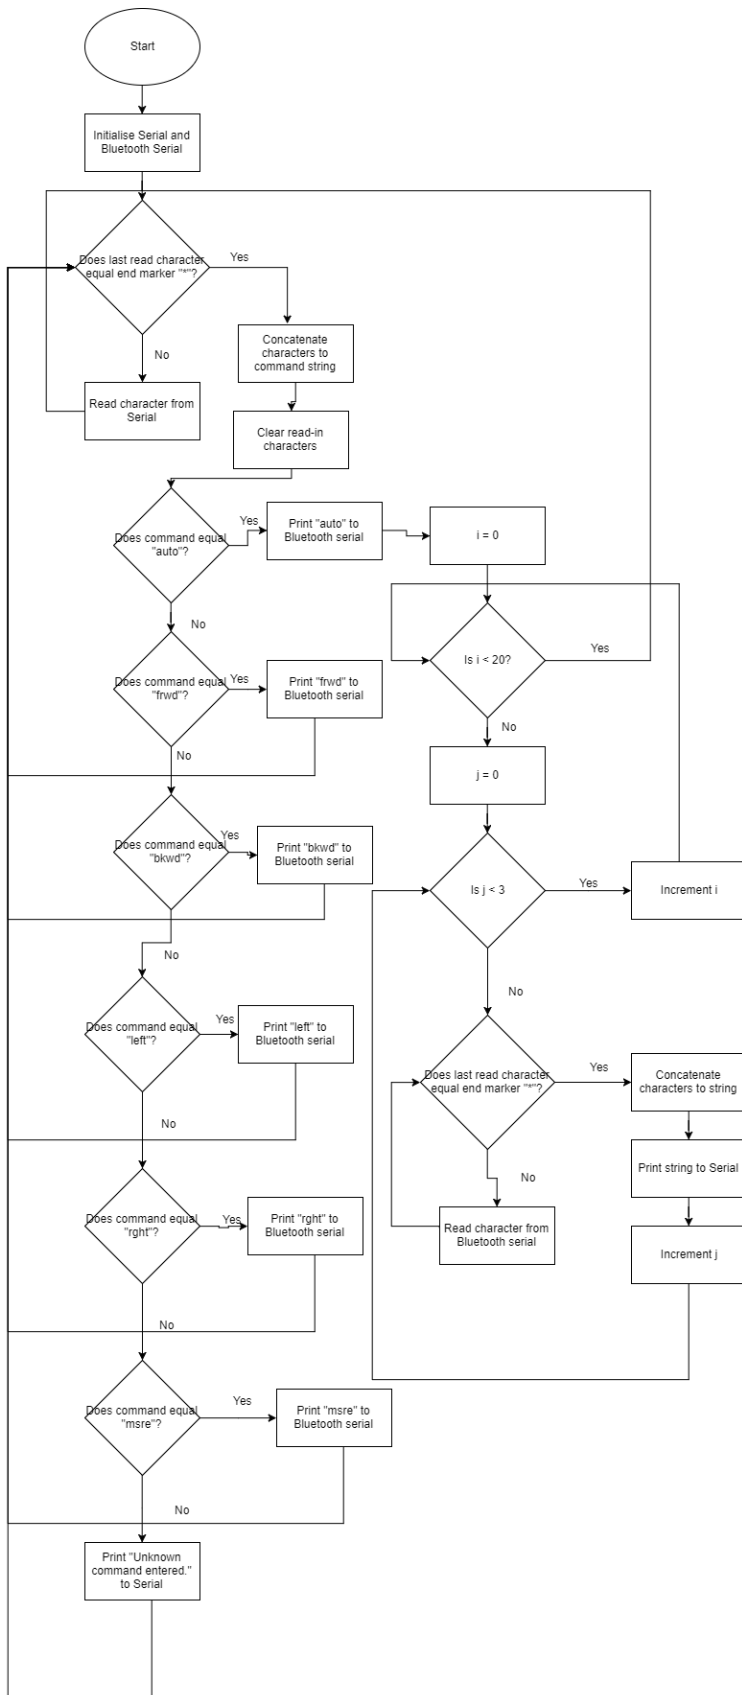 Start
Initialise Serial and
Bluetooth Serial
Does last read character
equal end marker "*"?
Yes
No
Concatenate
characters to
command string
Read character from
Serial
Clear read-in
characters
Does command equal
"auto"?
Yes
Print "auto" to
Bluetooth serial
i = 0
No
Does command equal
"frwd"?
Yes
Print "frwd" to
Bluetooth serial
Is i < 20?
Yes
No
No
j = 0
Does command equal
"bkwd"?
Yes
Print "bkwd" to
Bluetooth serial
Is j < 3
Yes
Increment i
No
No
Does command equal
"left"?
Yes
Print "left" to
Bluetooth serial
Does last read character
equal end marker "*"?
Yes
Concatenate
characters to string
No
No
Print string to Serial
Does command equal
"rght"?
Yes
Print "rght" to
Bluetooth serial
Read character from
Bluetooth serial
Increment j
No
Does command equal
"msre"?
Yes
Print "msre" to
Bluetooth serial
No
Print "Unknown
command entered."
to Serial